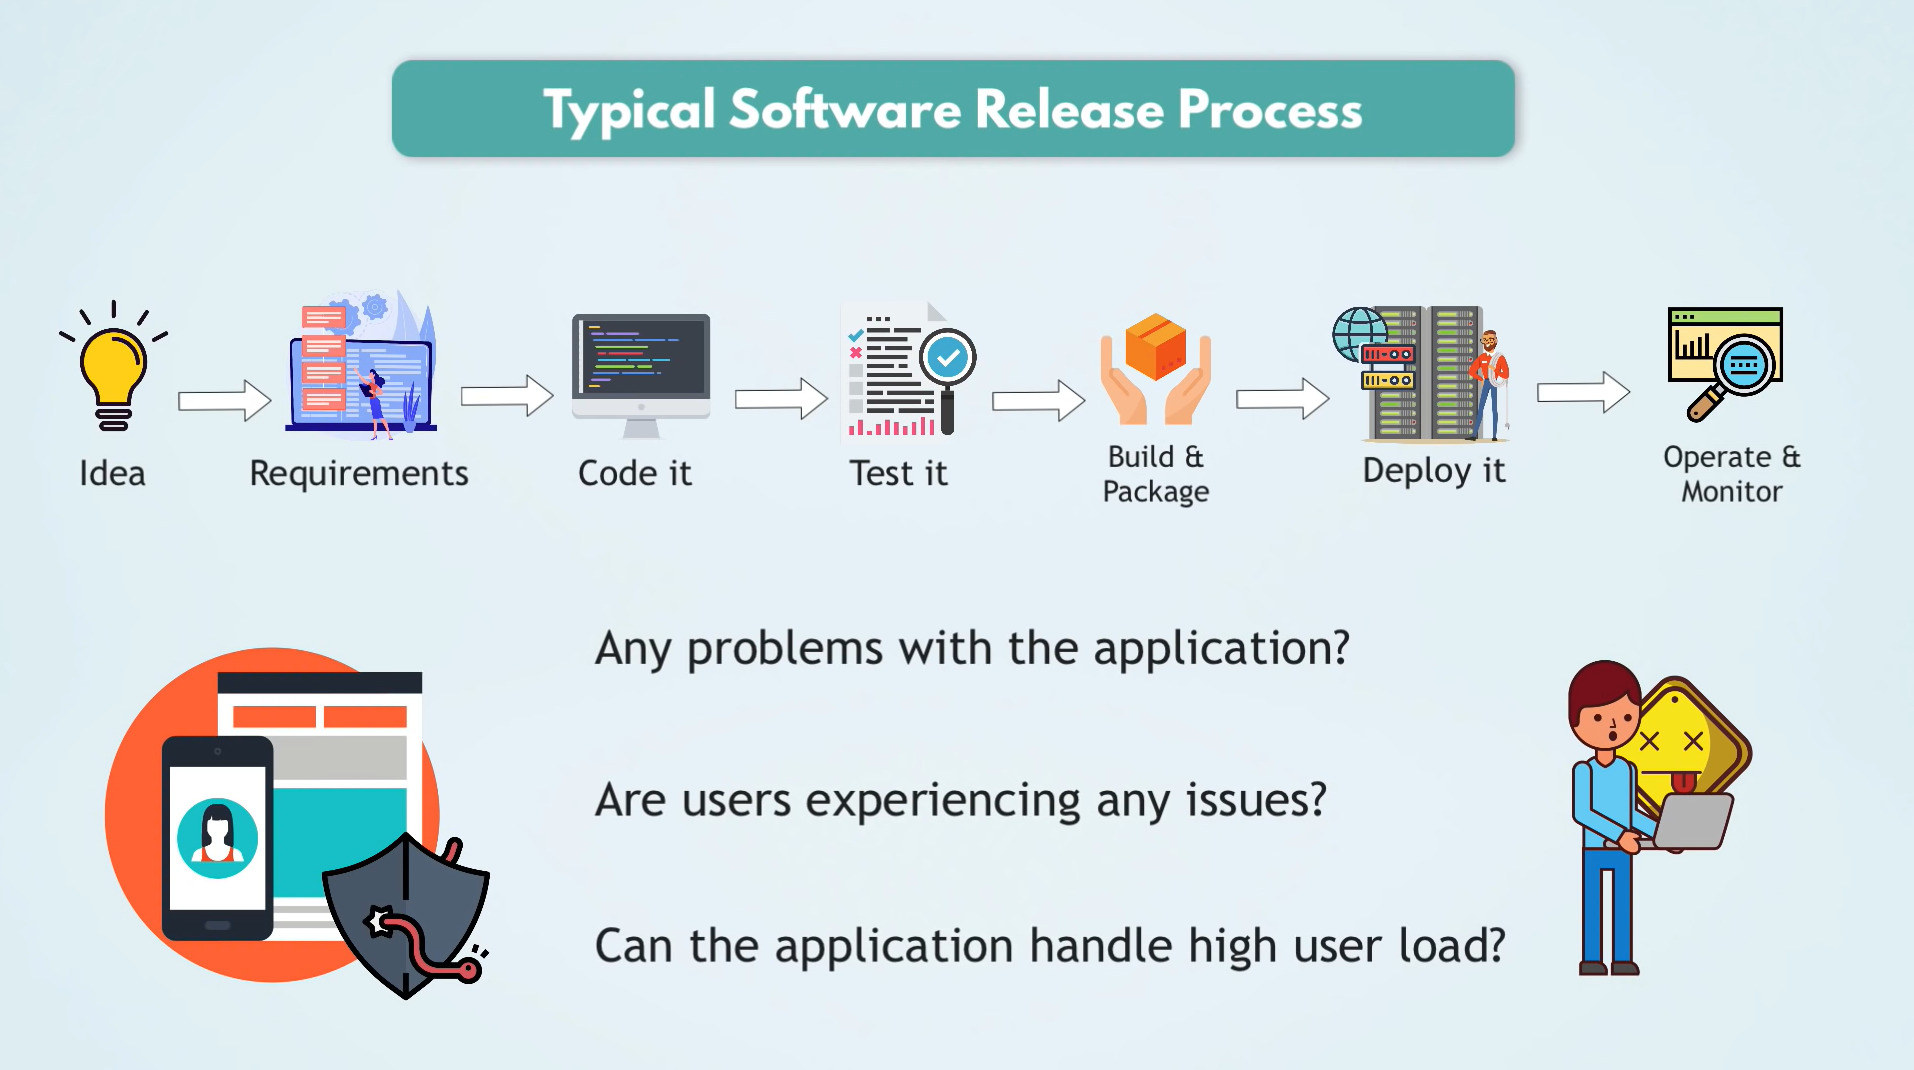 Typical Software Release Process
Idea
Requirements
Code it
Test it
Build &
Package
Deploy it
Operate &
Monitor
Any problems with the application?
Are users experiencing any issues?
Can the application handle high user load?